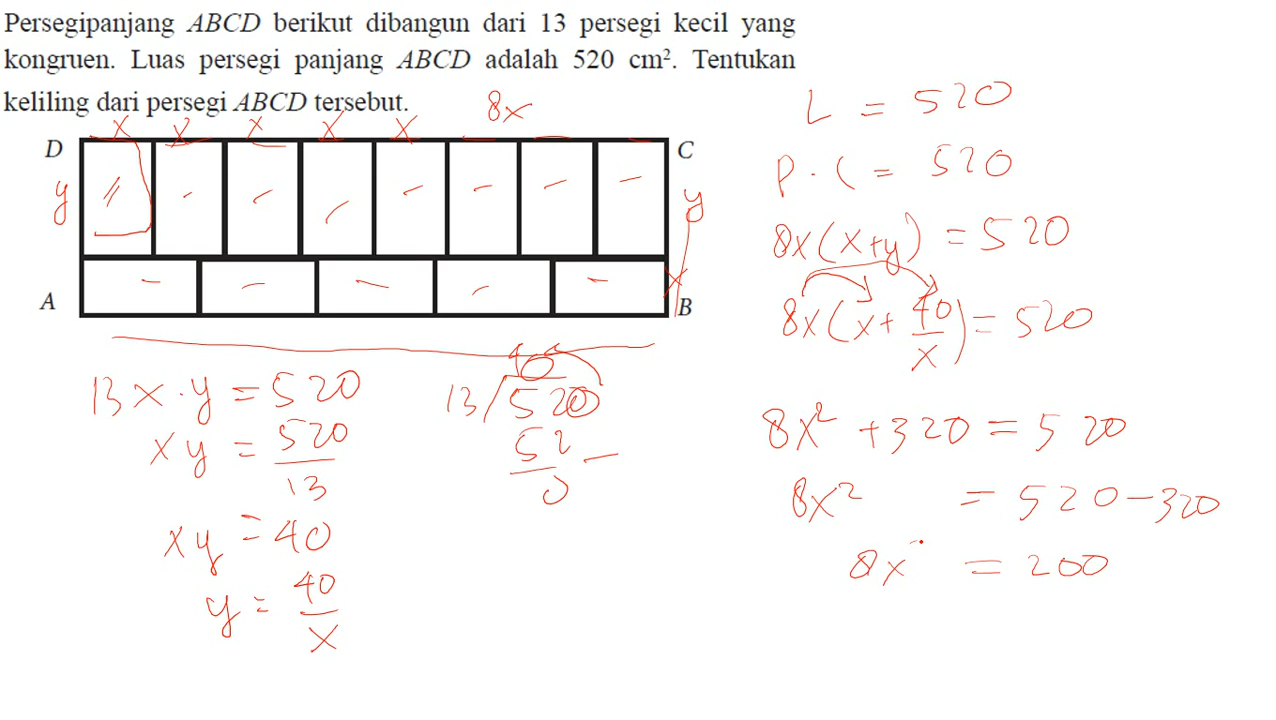 Persegipanjang ABCD berikut dibangun dari 13 persegi kecil yang
kongruen. Luas persegi panjang ABCD adalah 520 cm². Tentukan
keliling dari persegi ABCD tersebut.
8x
x x x x x
D C
y y
A x B
L = 520
P . l = 520
8x(x+y) = 520
8x(x + 40/x) = 520
8x² + 320 = 520
8x² = 520 - 320
8x = 200
13x.y = 520
xy = 520/13
xy = 40
y = 40/x
40
13/520
52 -
0